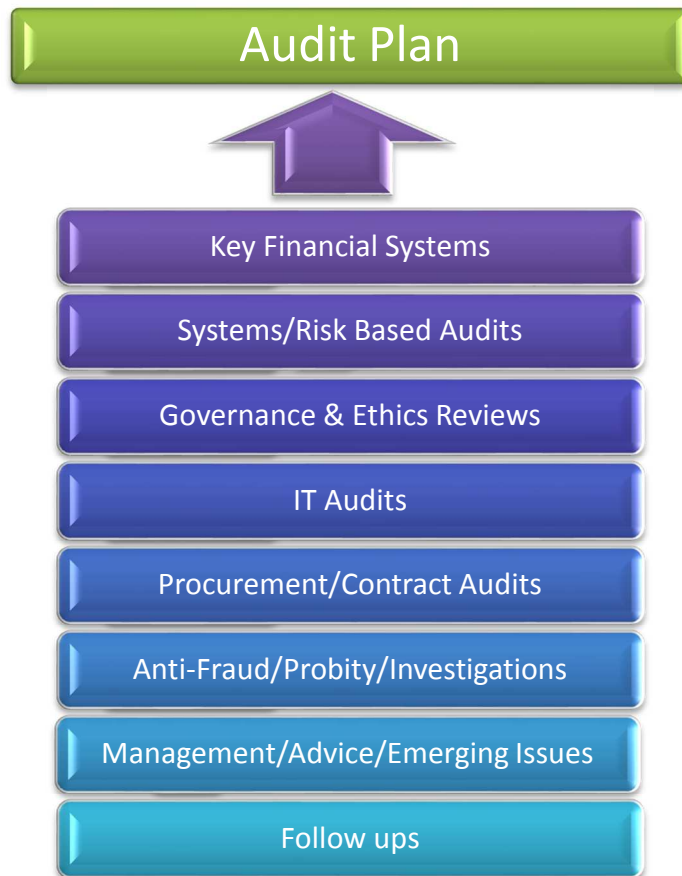 Audit Plan
Key Financial Systems
Systems/Risk Based Audits
Governance & Ethics Reviews
IT Audits
Procurement/Contract Audits
Anti-Fraud/Probity/Investigations
Management/Advice/Emerging Issues
Follow ups